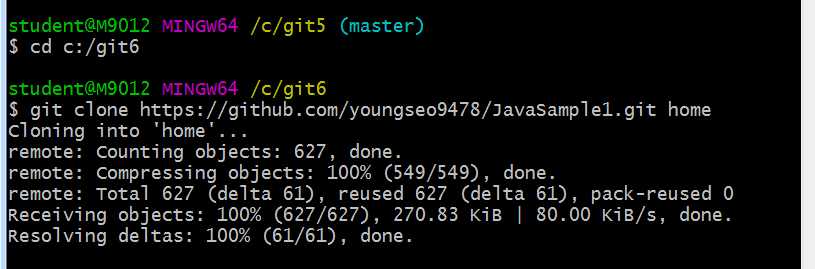 student@M9012 MINGW64 /c/git5 (master)
$ cd c:/git6
student@M9012 MINGW64 /c/git6
$ git clone https://github.com/youngseo9478/JavaSample1.git home
Cloning into 'home'...
remote: Counting objects: 627, done.
remote: Compressing objects: 100% (549/549), done.
remote: Total 627 (delta 61), reused 627 (delta 61), pack-reused 0
Receiving objects: 100% (627/627), 270.83 KiB | 80.00 KiB/s, done.
Resolving deltas: 100% (61/61), done.